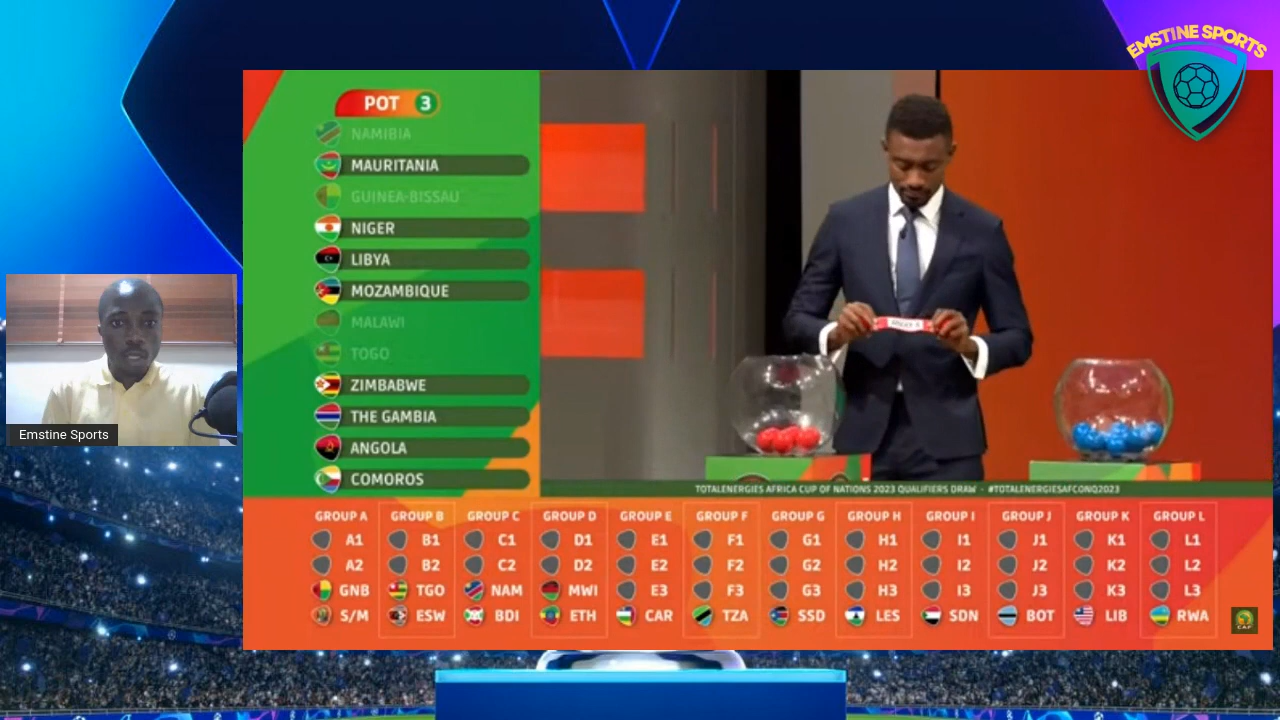 EMSTINE SPORTS
POT 3
NAMIBIA
MAURITANIA
GUINEA-BISSAU
NIGER
LIBYA
MOZAMBIQUE
MALAWI
TOGO
ZIMBABWE
THE GAMBIA
ANGOLA
COMOROS
Emstine Sports
TOTALENERGIES AFRICA CUP OF NATIONS 2023 QUALIFIERS DRAW - #TOTALENERGIESAFCONQ2023
GROUP A GROUP B GROUP C GROUP D GROUP E GROUP F GROUP G GROUP H GROUP I GROUP J GROUP K GROUP L
A1 B1 C1 D1 E1 F1 G1 H1 I1 J1 K1 L1
A2 B2 C2 D2 E2 F2 G2 H2 I2 J2 K2 L2
GNB TGO NAM MWI E3 F3 G3 H3 I3 J3 K3 L3
S/M ESW BDI ETH CAR TZA SSD LES SDN BOT LIB RWA
CAF